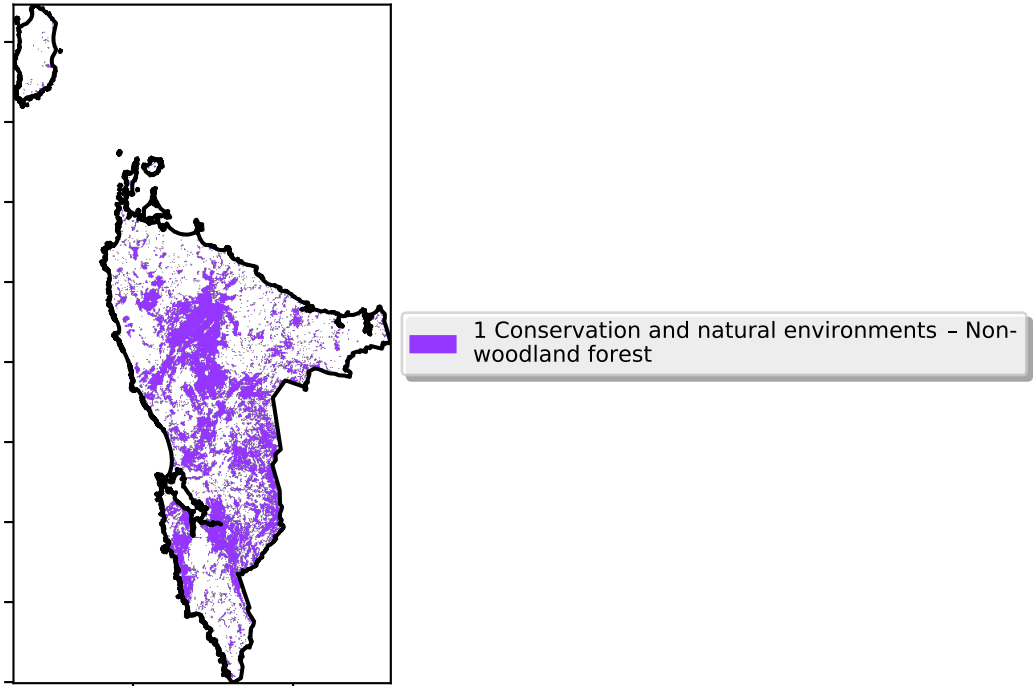 1 Conservation and natural environments – Non-
woodland forest